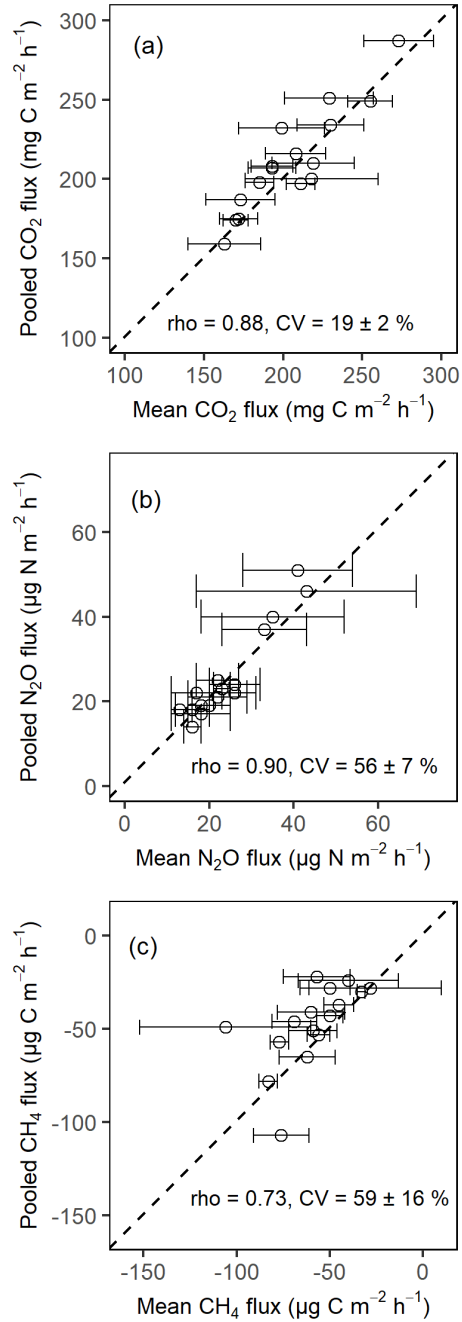 (a)
300
250
200
150
100
Pooled CO₂ flux (mg C m⁻² h⁻¹)
rho = 0.88, CV = 19 ± 2 %
100 150 200 250 300
Mean CO₂ flux (mg C m⁻² h⁻¹)
(b)
60
40
20
0
Pooled N₂O flux (µg N m⁻² h⁻¹)
rho = 0.90, CV = 56 ± 7 %
0 20 40 60
Mean N₂O flux (µg N m⁻² h⁻¹)
(c)
0
-50
-100
-150
Pooled CH₄ flux (µg C m⁻² h⁻¹)
rho = 0.73, CV = 59 ± 16 %
-150 -100 -50 0
Mean CH₄ flux (µg C m⁻² h⁻¹)